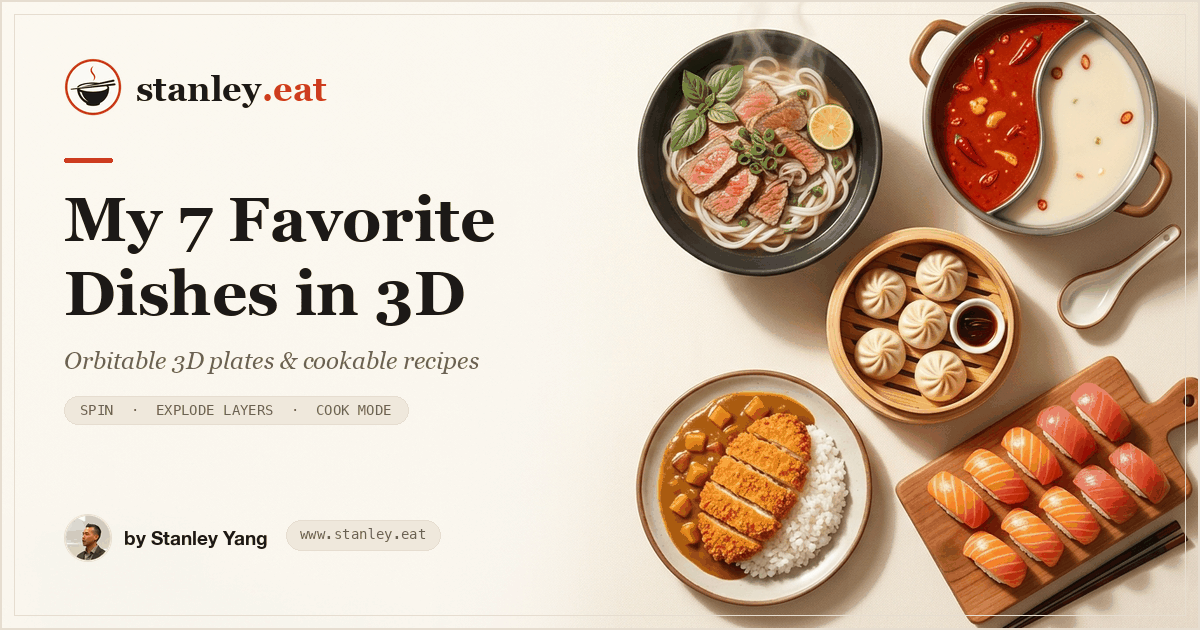 stanley.eat
My 7 Favorite
Dishes in 3D
Orbitable 3D plates & cookable recipes
SPIN · EXPLODE LAYERS · COOK MODE
by Stanley Yang
www.stanley.eat